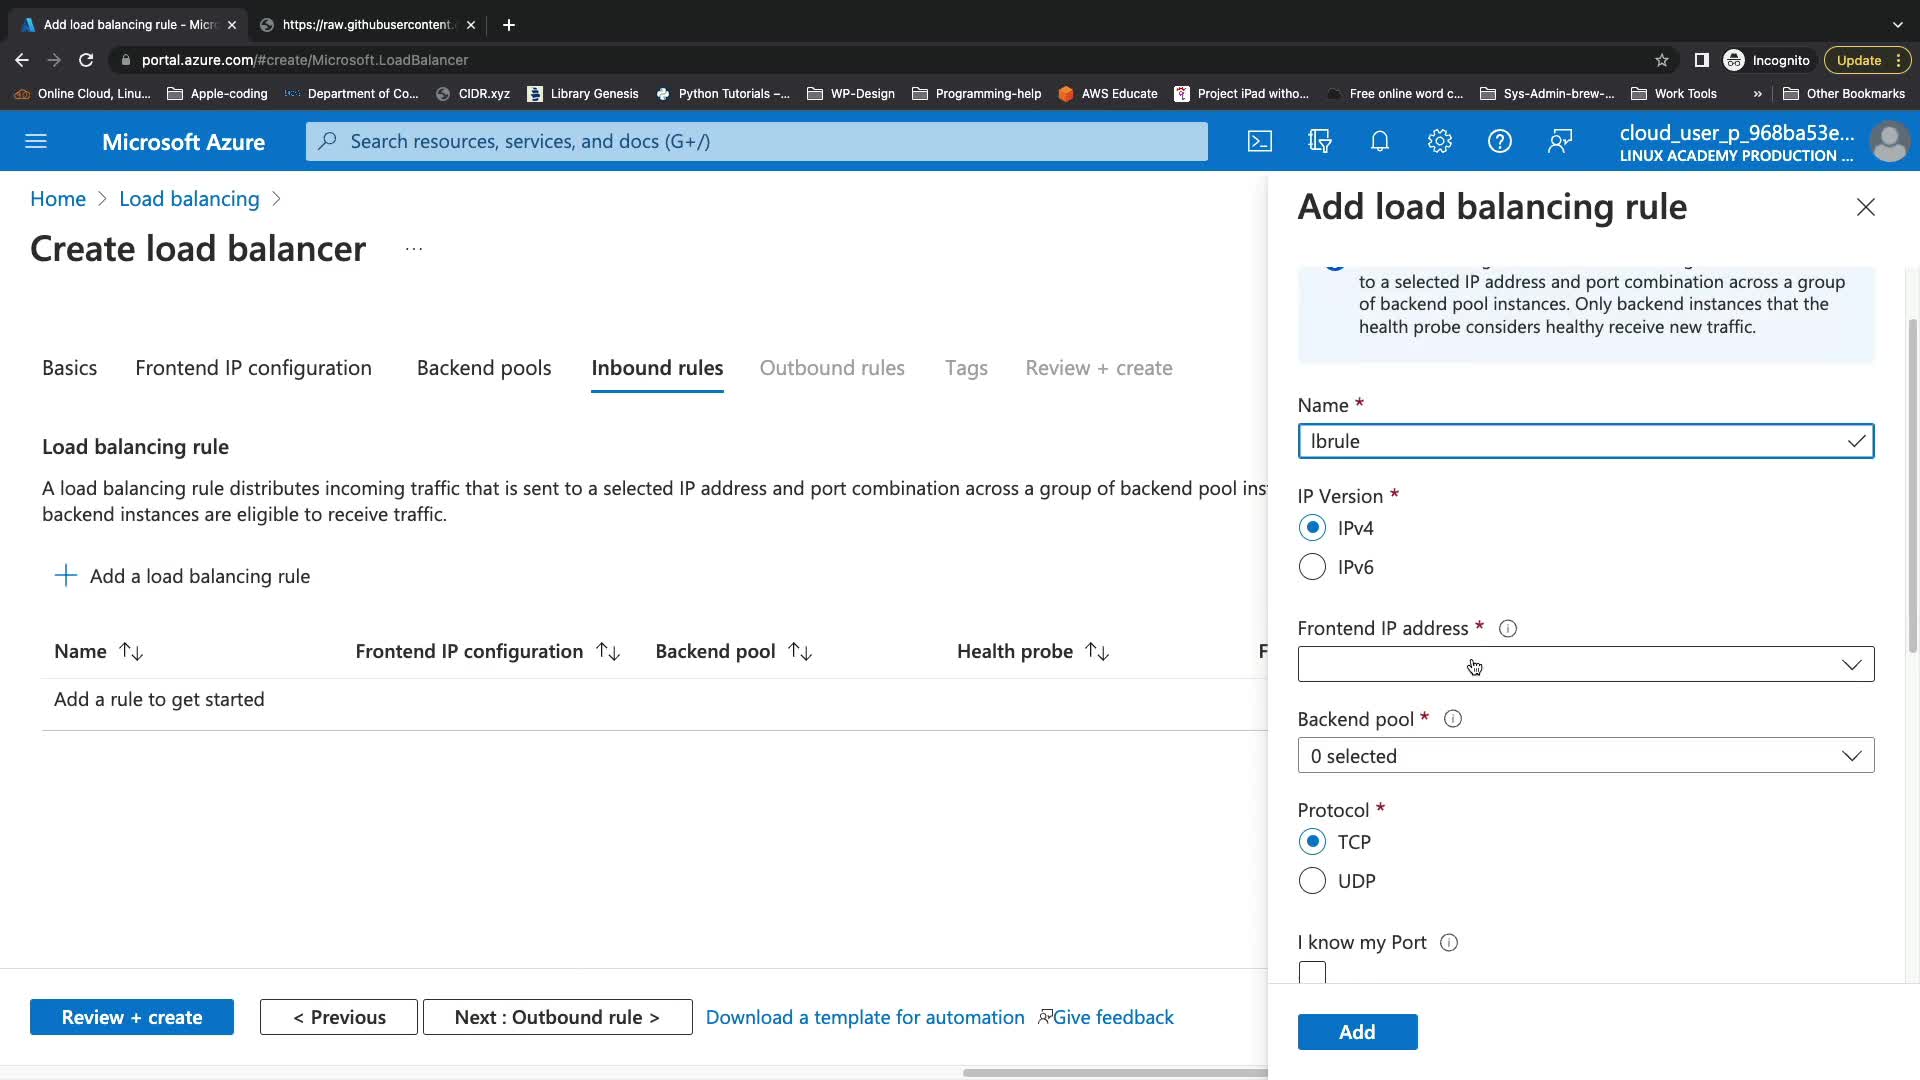 Add load balancing rule - Micr
https://raw.githubusercontent.
portal.azure.com/#create/Microsoft.LoadBalancer
Incognito
Update
Online Cloud, Linu...
Apple-coding
Department of Co...
CIDR.xyz
Library Genesis
Python Tutorials –...
WP-Design
Programming-help
AWS Educate
Project iPad witho...
Free online word c...
Sys-Admin-brew-...
Work Tools
»
Other Bookmarks
Microsoft Azure
Search resources, services, and docs (G+/)
cloud_user_p_968ba53e...
LINUX ACADEMY PRODUCTION ...
Home > Load balancing >
Create load balancer ...
Basics
Frontend IP configuration
Backend pools
Inbound rules
Outbound rules
Tags
Review + create
Load balancing rule
A load balancing rule distributes incoming traffic that is sent to a selected IP address and port combination across a group of backend pool ins
backend instances are eligible to receive traffic.
+ Add a load balancing rule
Name ↑↓
Frontend IP configuration ↑↓
Backend pool ↑↓
Health probe ↑↓
F
Add a rule to get started
Review + create
< Previous
Next : Outbound rule >
Download a template for automation
Give feedback
Add load balancing rule
to a selected IP address and port combination across a group
of backend pool instances. Only backend instances that the
health probe considers healthy receive new traffic.
Name *
lbrule
IP Version *
IPv4
IPv6
Frontend IP address *
Backend pool *
0 selected
Protocol *
TCP
UDP
I know my Port
Add